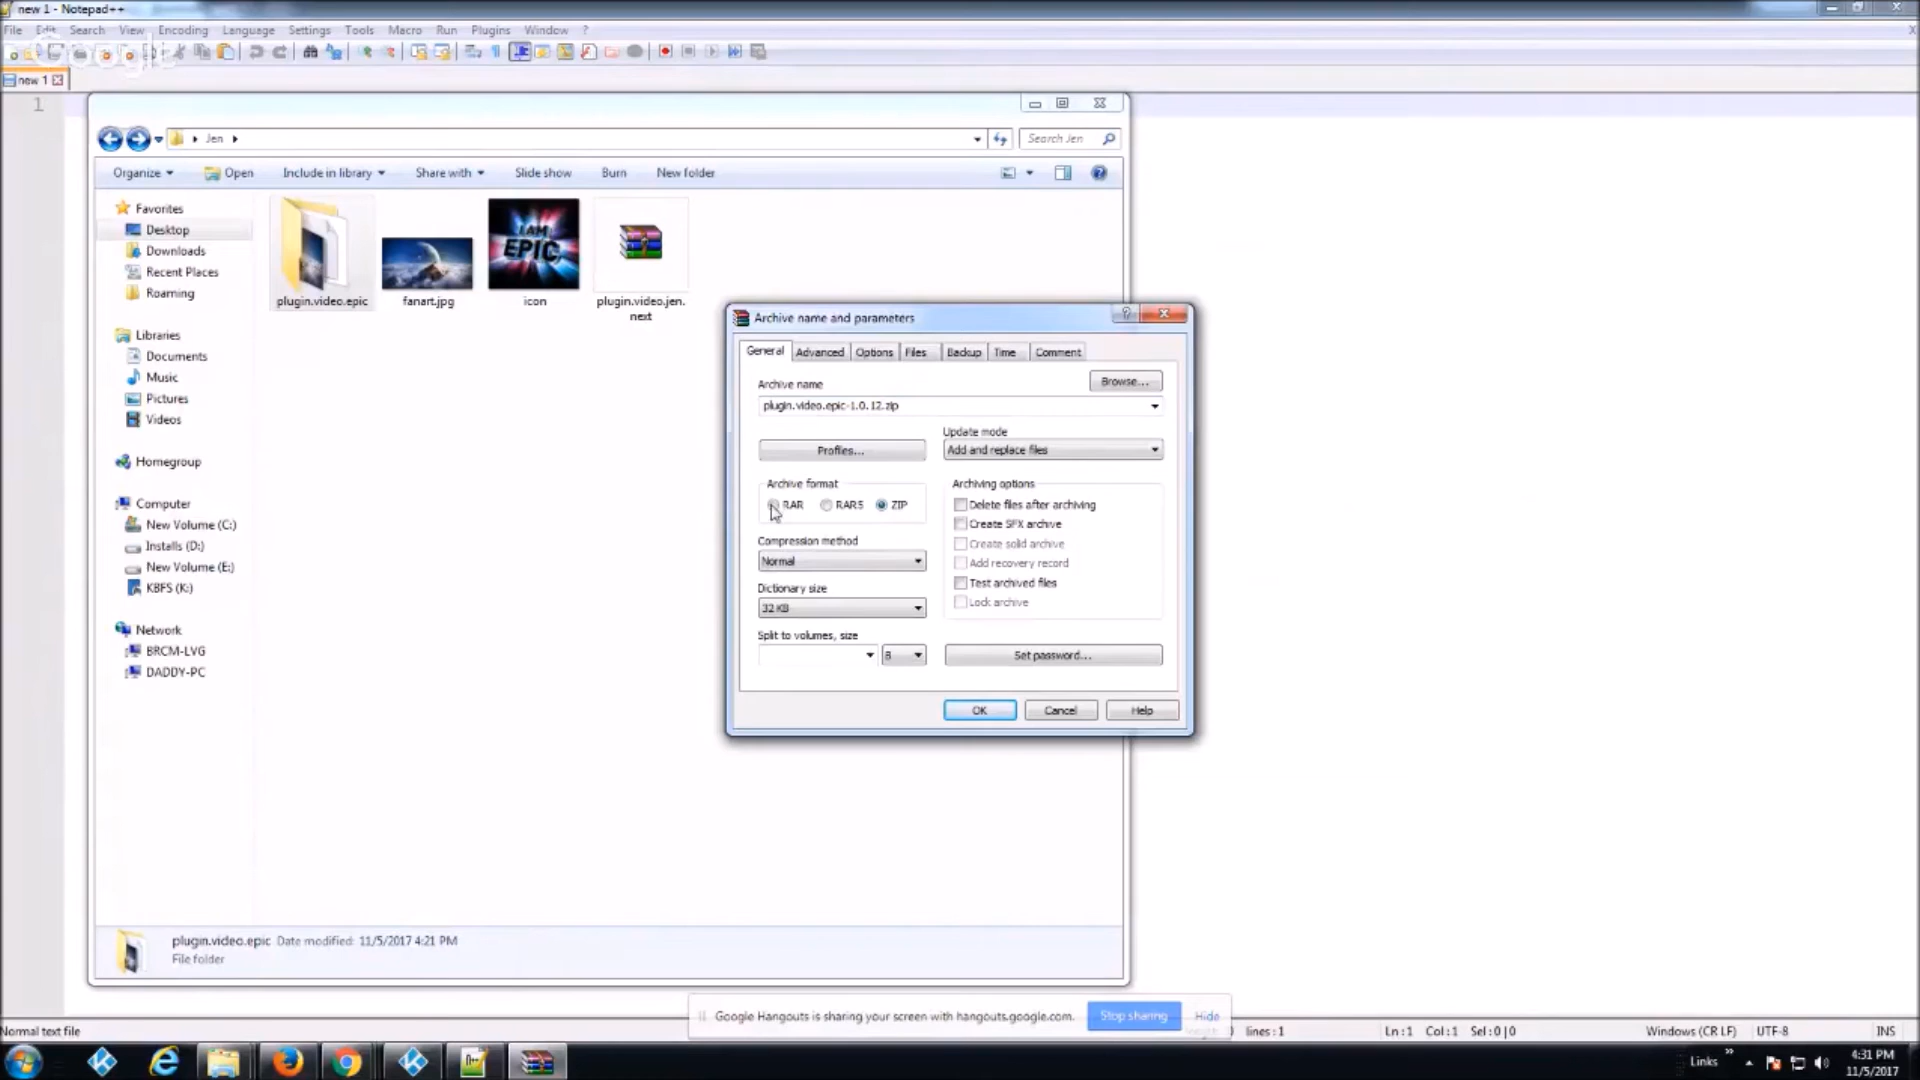 new 1 - Notepad++
File Edit Search View Encoding Language Settings Tools Macro Run Plugins Window ?
Google
new 1
1
Jen
Search Jen
Organize Open Include in library Share with Slide show Burn New folder
Favorites
Desktop
Downloads
Recent Places
Roaming
Libraries
Documents
Music
Pictures
Videos
Homegroup
Computer
New Volume (C:)
Installs (D:)
New Volume (E:)
KBFS (K:)
Network
BRCM-LVG
DADDY-PC
I AM
EPIC
plugin.video.epic
fanart.jpg
icon
plugin.video.jen.
next
Archive name and parameters
General Advanced Options Files Backup Time Comment
Archive name
Browse...
plugin.video.epic-1.0.12.zip
Update mode
Profiles...
Add and replace files
Archive format
RAR RAR5 ZIP
Compression method
Normal
Dictionary size
32 KB
Split to volumes, size
B
Archiving options
Delete files after archiving
Create SFX archive
Create solid archive
Add recovery record
Test archived files
Lock archive
Set password...
OK Cancel Help
plugin.video.epic Date modified: 11/5/2017 4:21 PM
File folder
Google Hangouts is sharing your screen with hangouts.google.com. Stop sharing Hide
Normal text file
lines : 1
Ln : 1 Col : 1 Sel : 0 | 0
Windows (CR LF) UTF-8 INS
Links
4:31 PM
11/5/2017